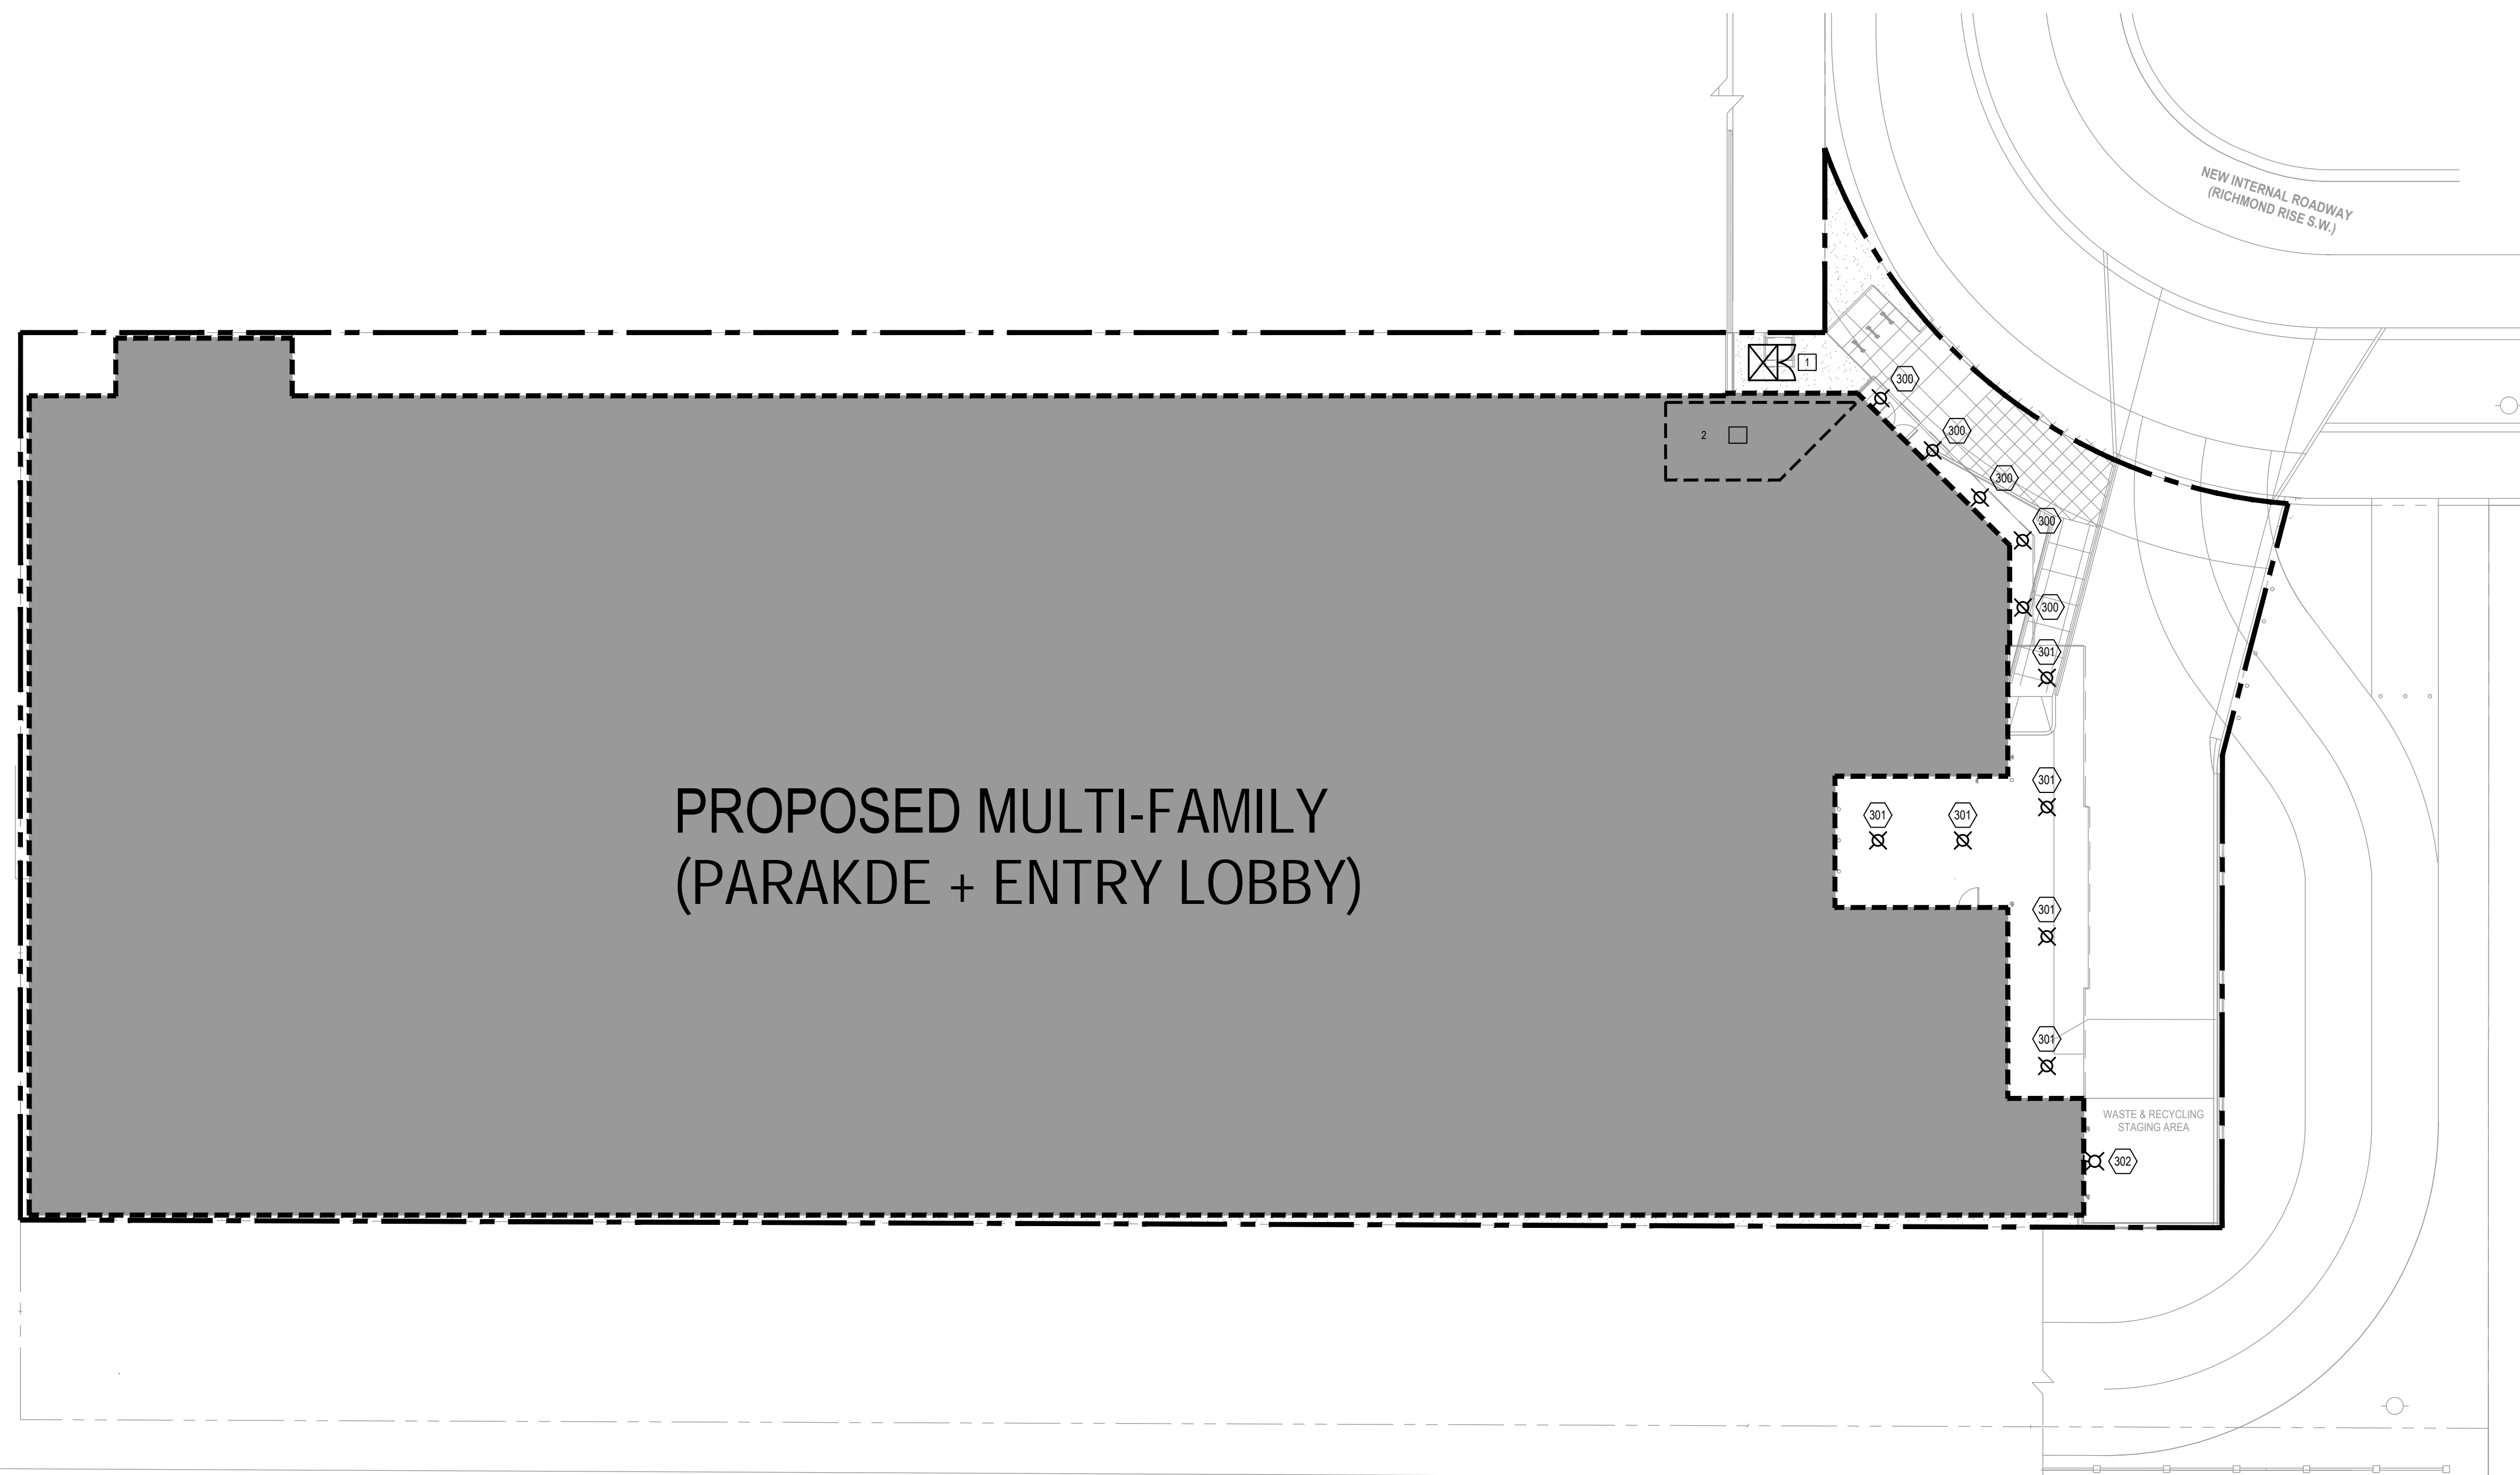 NEW INTERNAL ROADWAY
(RICHMOND RISE S.W.)
1
300
2
300
300
300
300
301
301
301
301
PROPOSED MULTI-FAMILY
(PARAKDE + ENTRY LOBBY)
301
301
WASTE & RECYCLING
STAGING AREA
302